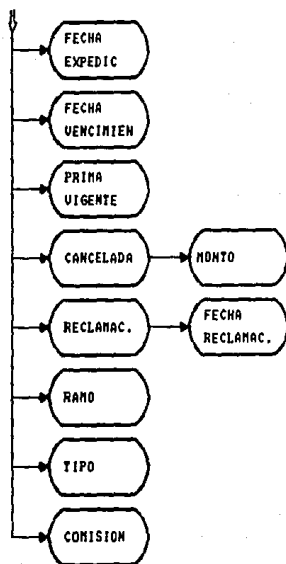 FECHA
EXPEDIC
FECHA
VENCIMIEN
PRIMA
VIGENTE
CANCELADA
MONTO
RECLAMAC.
FECHA
RECLAMAC.
RAMO
TIPO
COMISION